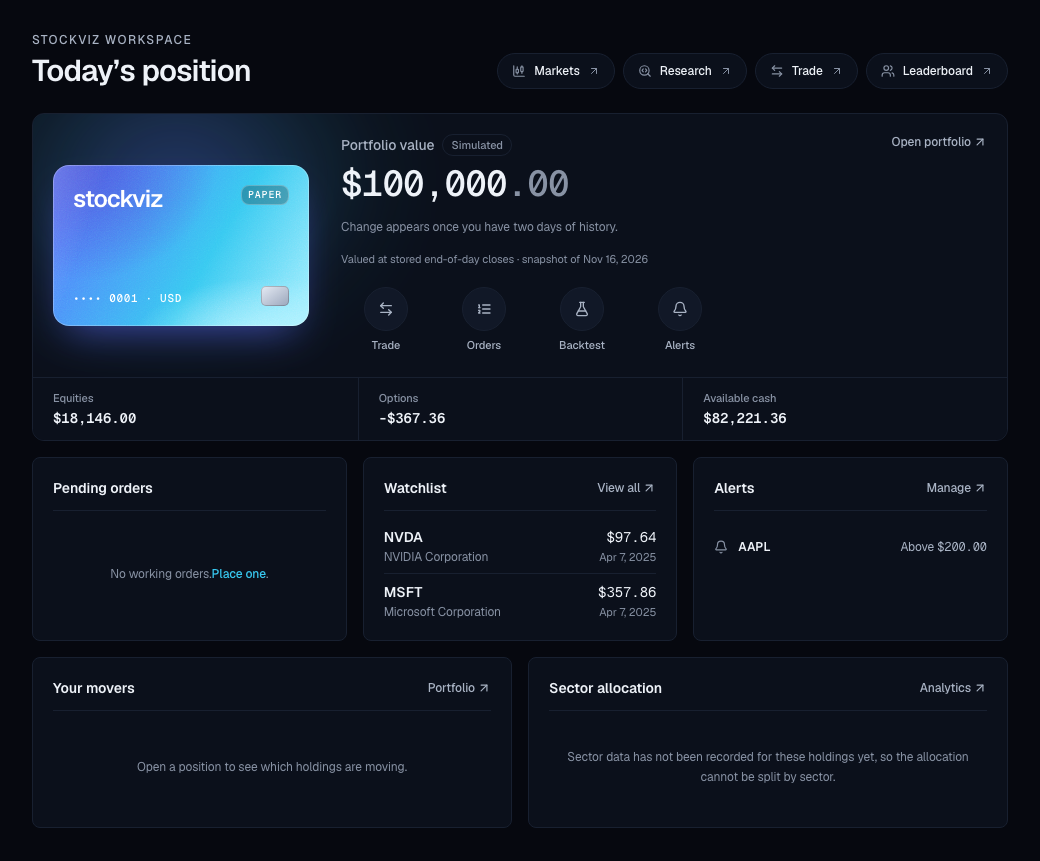 STOCKVIZ WORKSPACE
Today’s position
Markets
Research
Trade
Leaderboard
stockviz
PAPER
•••• 0001 · USD
Portfolio value
Simulated
Open portfolio
$100,000.00
Change appears once you have two days of history.
Valued at stored end-of-day closes · snapshot of Nov 16, 2026
Trade
Orders
Backtest
Alerts
Equities
$18,146.00
Options
-$367.36
Available cash
$82,221.36
Pending orders
No working orders.Place one.
Watchlist
View all
NVDA
$97.64
NVIDIA Corporation
Apr 7, 2025
MSFT
$357.86
Microsoft Corporation
Apr 7, 2025
Alerts
Manage
AAPL
Above $200.00
Your movers
Portfolio
Open a position to see which holdings are moving.
Sector allocation
Analytics
Sector data has not been recorded for these holdings yet, so the allocation
cannot be split by sector.